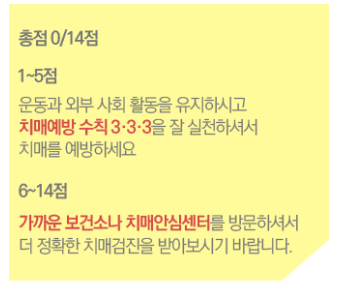 총점 0/14점
1~5점
운동과 외부 사회 활동을 유지하시고
치매예방 수칙 3·3·3을 잘 실천하셔서
치매를 예방하세요
6~14점
가까운 보건소나 치매안심센터를 방문하셔서
더 정확한 치매검진을 받아보시기 바랍니다.